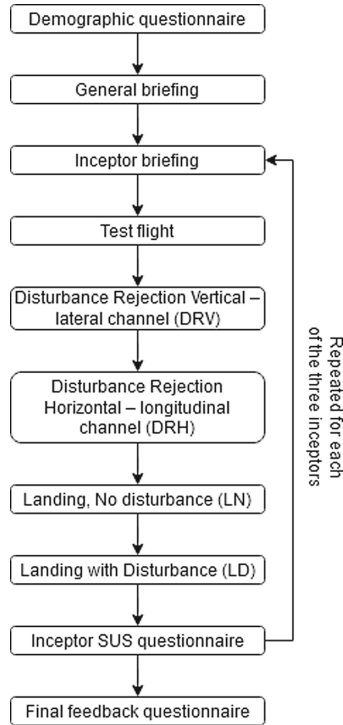 Demographic questionnaire
General briefing
Inceptor briefing
Test flight
Disturbance Rejection Vertical –
lateral channel (DRV)
Disturbance Rejection
Horizontal – longitudinal
channel (DRH)
Landing, No disturbance (LN)
Landing with Disturbance (LD)
Inceptor SUS questionnaire
Final feedback questionnaire
Repeated for each
of the three inceptors